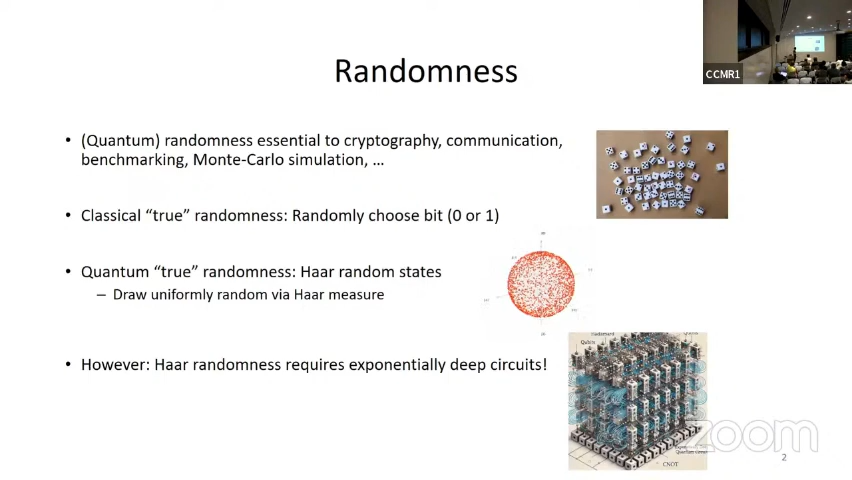 CCMR1
Randomness
• (Quantum) randomness essential to cryptography, communication,
benchmarking, Monte-Carlo simulation, …
• Classical “true” randomness: Randomly choose bit (0 or 1)
• Quantum “true” randomness: Haar random states
– Draw uniformly random via Haar measure
• However: Haar randomness requires exponentially deep circuits!
CNOT
zoom
2